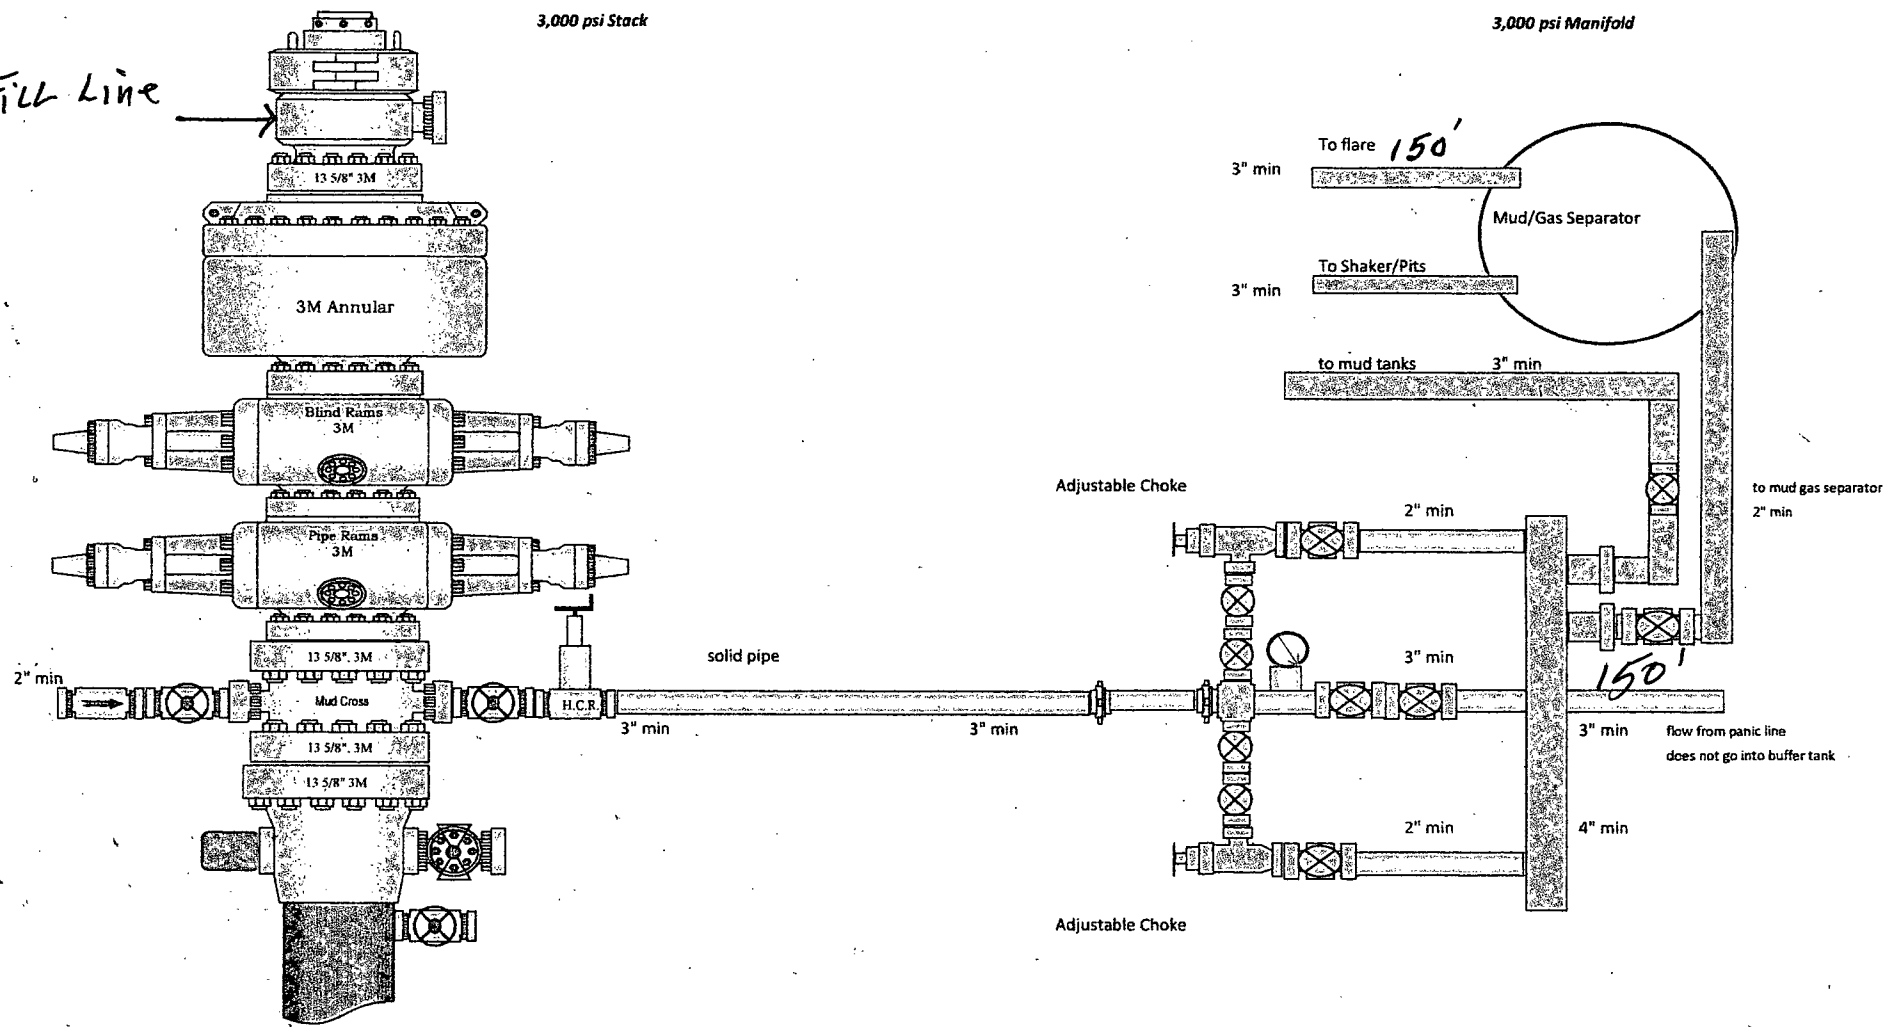 3,000 psi Stack
3,000 psi Manifold
Fill Line
13 5/8" 3M
3M Annular
Blind Rams
3M
Pipe Rams
3M
13 5/8". 3M
2" min
Mud Cross
H.C.R.
13 5/8". 3M
13 5/8" 3M
solid pipe
3" min
3" min
To flare 150'
3" min
Mud/Gas Separator
To Shaker/Pits
3" min
to mud tanks
3" min
Adjustable Choke
2" min
to mud gas separator
2" min
3" min
150'
3" min
flow from panic line
does not go into buffer tank
2" min
4" min
Adjustable Choke